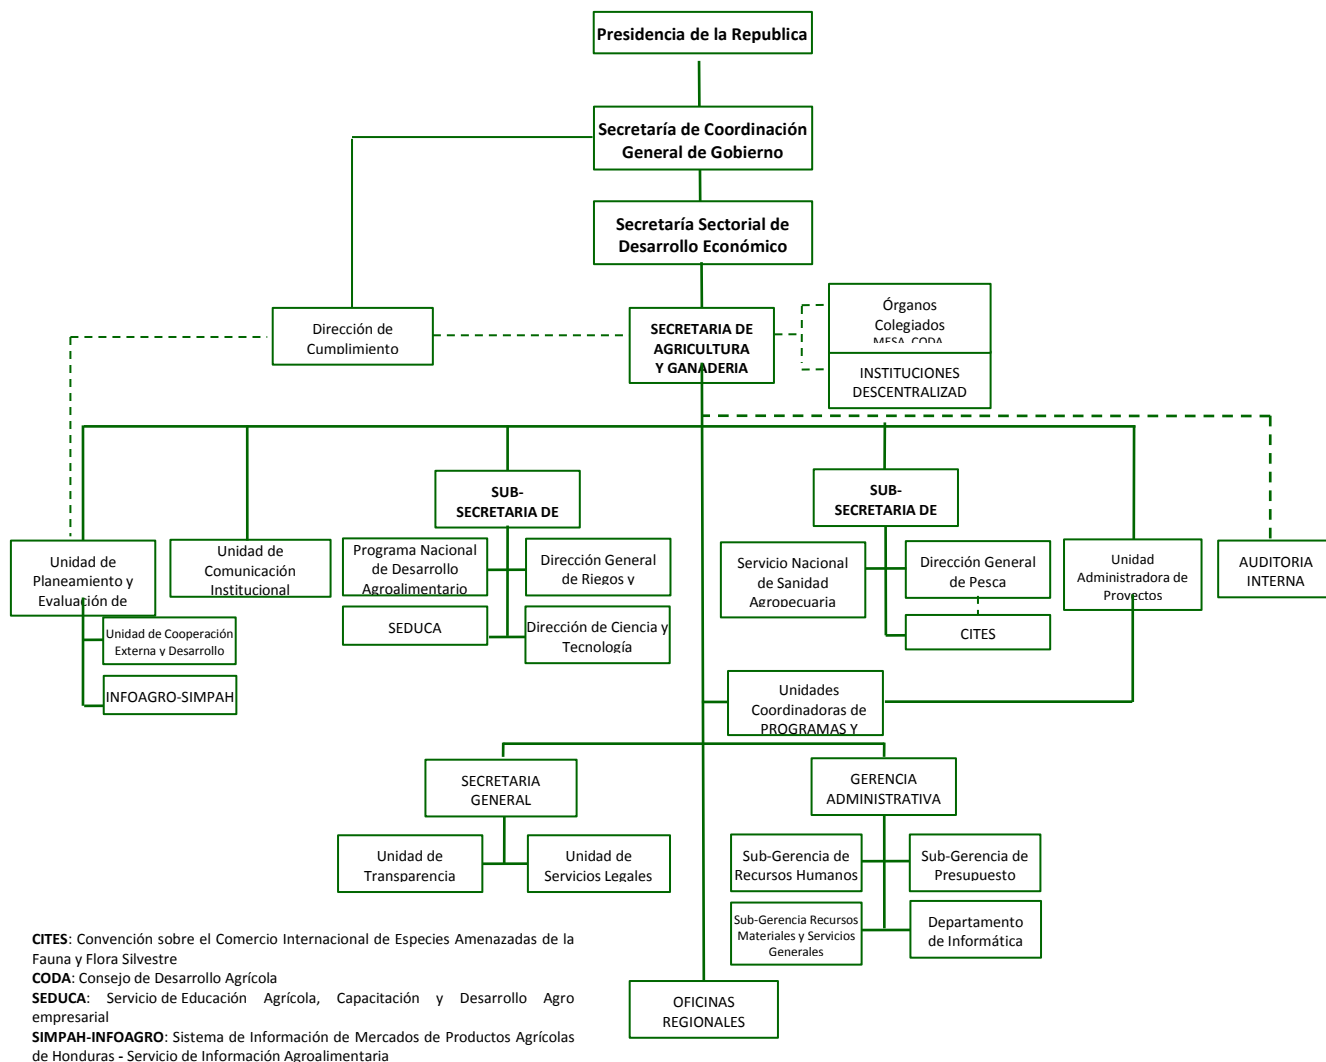 Presidencia de la Republica
Secretaría de Coordinación
General de Gobierno
Secretaría Sectorial de
Desarrollo Económico
Dirección de
Cumplimiento
SECRETARIA DE
AGRICULTURA
Y GANADERIA
Órganos
Colegiados
MESA, CODA
INSTITUCIONES
DESCENTRALIZAD
SUB-
SECRETARIA DE
SUB-
SECRETARIA DE
Unidad de
Planeamiento y
Evaluación de
Unidad de
Comunicación
Institucional
Programa Nacional
de Desarrollo
Agroalimentario
Dirección General
de Riegos y
Servicio Nacional
de Sanidad
Agropecuaria
Dirección General
de Pesca
Unidad
Administradora de
Proyectos
AUDITORIA
INTERNA
SEDUCA
Dirección de Ciencia y
Tecnología
CITES
Unidad de Cooperación
Externa y Desarrollo
INFOAGRO-SIMPAH
Unidades
Coordinadoras de
PROGRAMAS Y
SECRETARIA
GENERAL
GERENCIA
ADMINISTRATIVA
Unidad de
Transparencia
Unidad de
Servicios Legales
Sub-Gerencia de
Recursos Humanos
Sub-Gerencia de
Presupuesto
Sub-Gerencia Recursos
Materiales y Servicios
Generales
Departamento
de Informática
OFICINAS
REGIONALES
CITES: Convención sobre el Comercio Internacional de Especies Amenazadas de la
Fauna y Flora Silvestre
CODA: Consejo de Desarrollo Agrícola
SEDUCA: Servicio de Educación Agrícola, Capacitación y Desarrollo Agro
empresarial
SIMPAH-INFOAGRO: Sistema de Información de Mercados de Productos Agrícolas
de Honduras - Servicio de Información Agroalimentaria